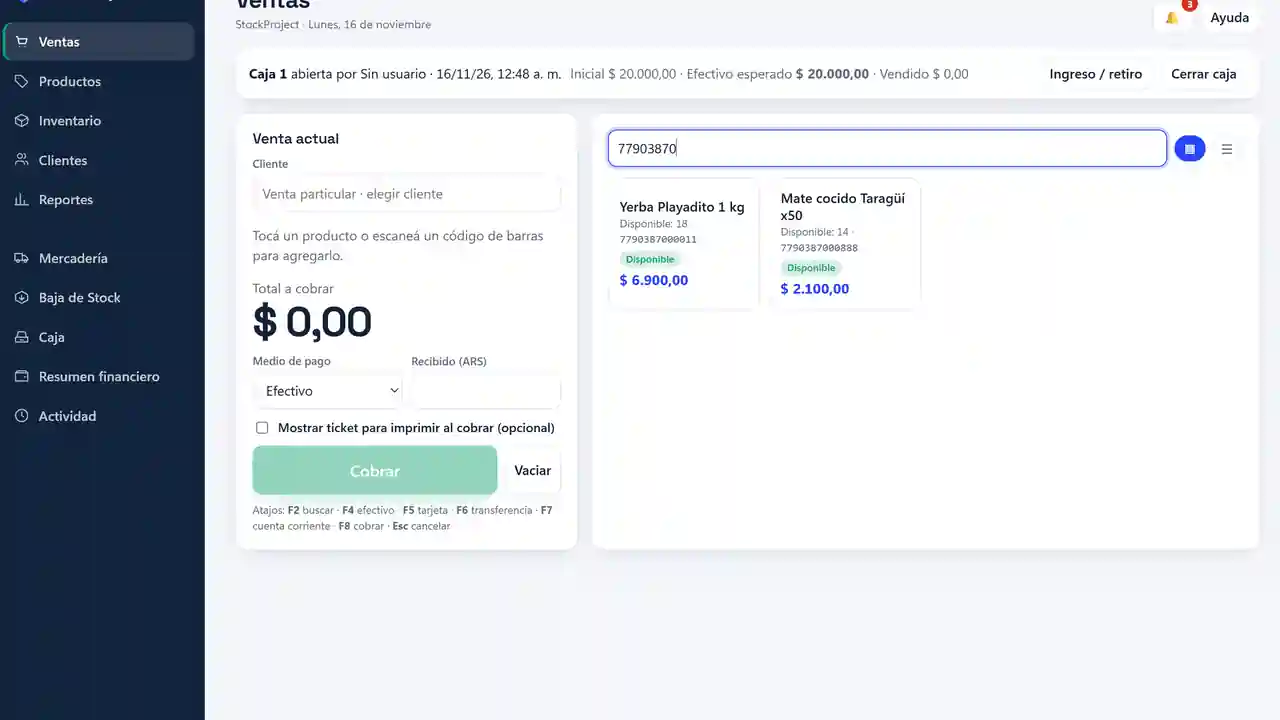 Ventas
StackProject · Lunes, 16 de noviembre
3
Ayuda
Ventas
Productos
Inventario
Clientes
Reportes
Mercadería
Baja de Stock
Caja
Resumen financiero
Actividad
Caja 1 abierta por Sin usuario · 16/11/26, 12:48 a. m. Inicial $ 20.000,00 · Efectivo esperado $ 20.000,00 · Vendido $ 0,00
Ingreso / retiro
Cerrar caja
Venta actual
Cliente
Venta particular · elegir cliente
Tocá un producto o escaneá un código de barras
para agregarlo.
Total a cobrar
$ 0,00
Medio de pago
Recibido (ARS)
Efectivo
Mostrar ticket para imprimir al cobrar (opcional)
Cobrar
Vaciar
Atajos: F2 buscar · F4 efectivo · F5 tarjeta · F6 transferencia · F7
cuenta corriente · F8 cobrar · Esc cancelar
77903870
Yerba Playadito 1 kg
Disponible: 18
7790387000011
Disponible
$ 6.900,00
Mate cocido Taragüí
x50
Disponible: 14 ·
7790387000888
Disponible
$ 2.100,00